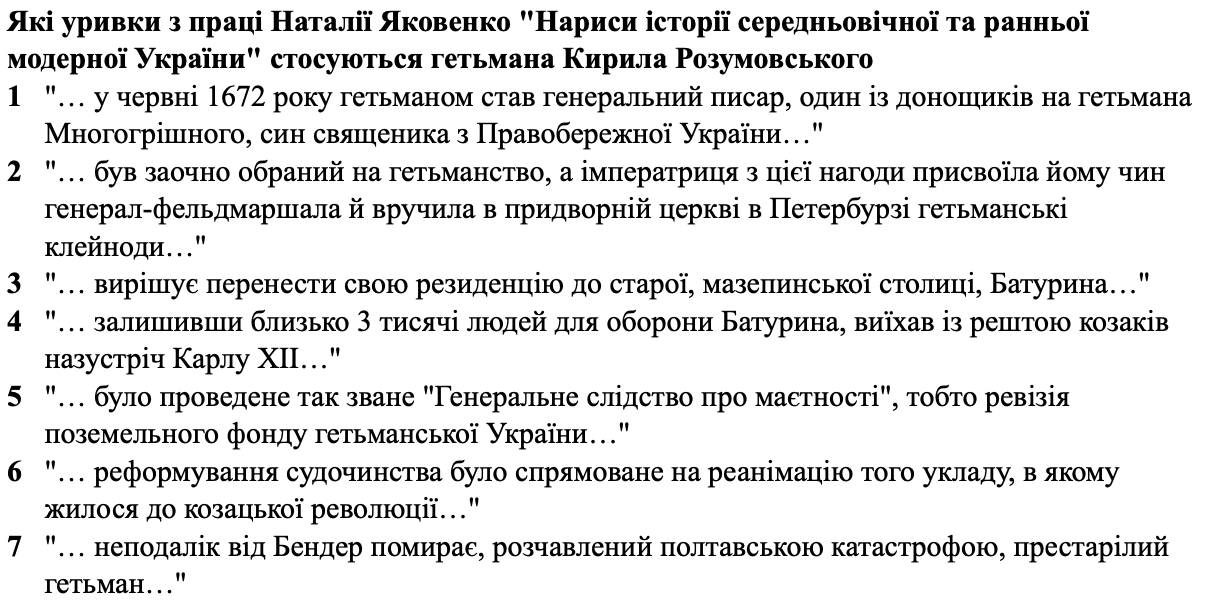 Які уривки з праці Наталії Яковенко "Нариси історії середньовічної та ранньої
модерної України" стосуються гетьмана Кирила Розумовського
1 "… у червні 1672 року гетьманом став генеральний писар, один із донощиків на гетьмана
Многогрішного, син священика з Правобережної України…"
2 "… був заочно обраний на гетьманство, а імператриця з цієї нагоди присвоїла йому чин
генерал-фельдмаршала й вручила в придворній церкві в Петербурзі гетьманські
клейноди…"
3 "… вирішує перенести свою резиденцію до старої, мазепинської столиці, Батурина…"
4 "… залишивши близько 3 тисячі людей для оборони Батурина, виїхав із рештою козаків
назустріч Карлу XII…"
5 "… було проведене так зване "Генеральне слідство про маєтності", тобто ревізія
поземельного фонду гетьманської України…"
6 "… реформування судочинства було спрямоване на реанімацію того укладу, в якому
жилося до козацької революції…"
7 "… неподалік від Бендер помирає, розчавлений полтавською катастрофою, престарілий
гетьман…"